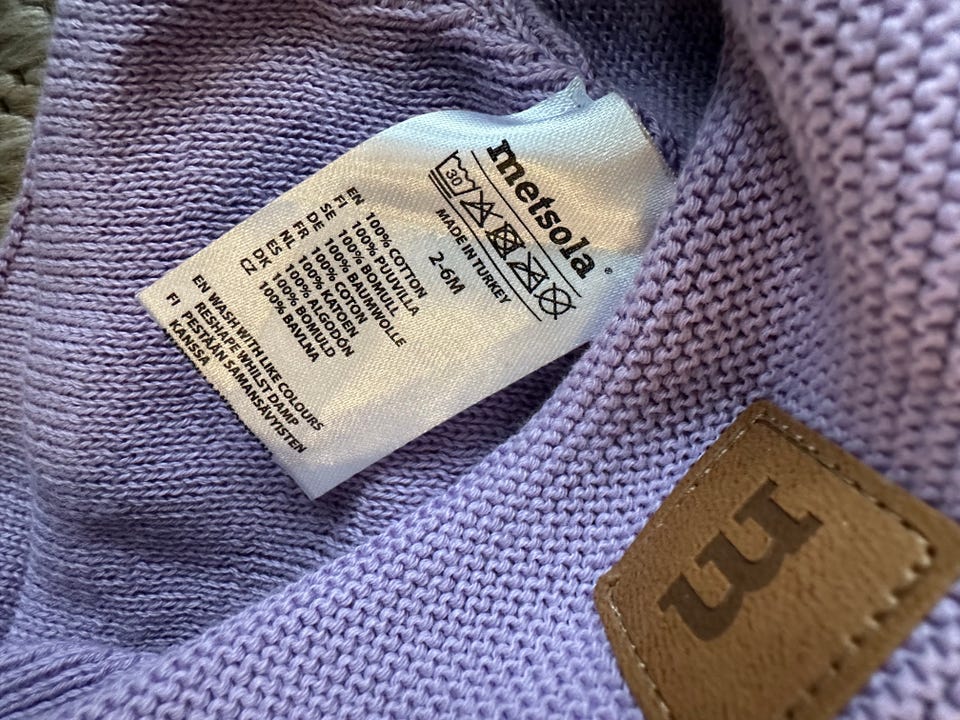 metsola®
30
MADE IN TURKEY
2-6M
EN 100% COTTON
FI 100% PUUVILLA
SE 100% BOMULL
DE 100% BAUMWOLLE
FR 100% COTON
NL 100% KATOEN
ES 100% ALGODÓN
DK 100% BOMULD
CZ 100% BAVLNA
EN WASH WITH LIKE COLOURS
RESHAPE WHILST DAMP
FI PESTÄÄN SAMANSÄVYISTEN
KANSSA
m